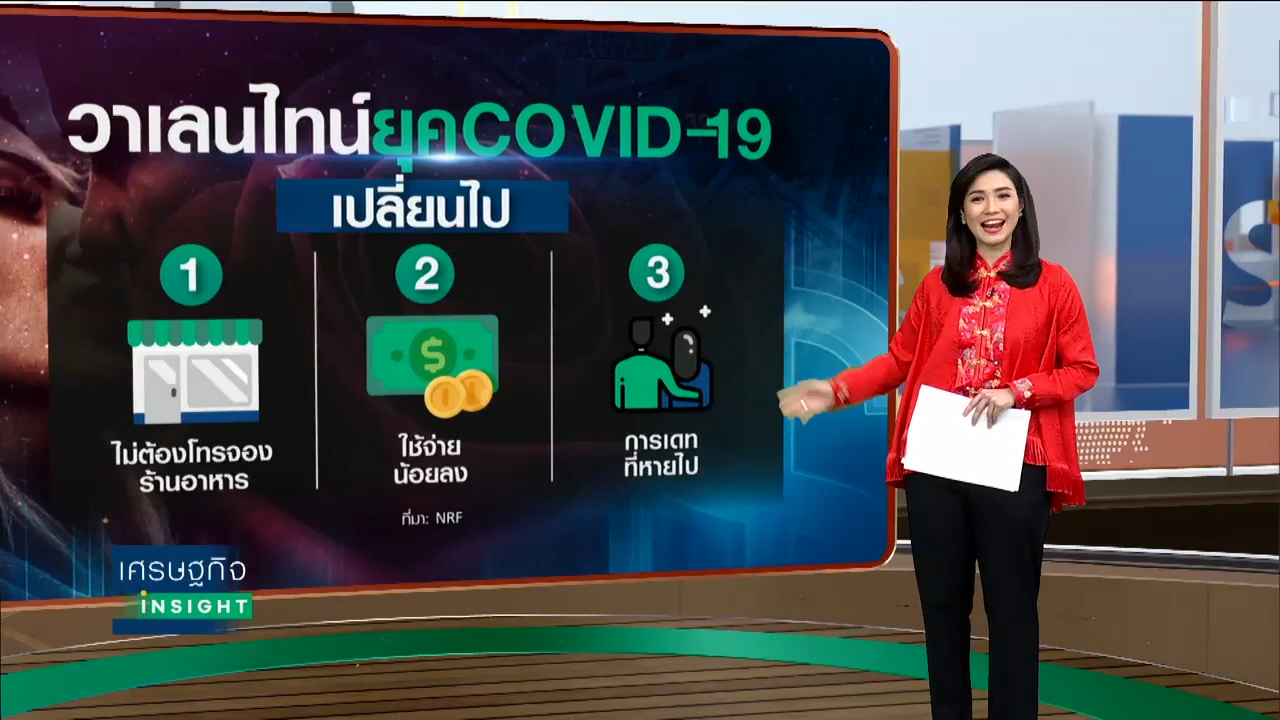 วาเลนไทน์ยุคCOVID-19
เปลี่ยนไป
1
ไม่ต้องโทรจอง
ร้านอาหาร
2
$
ใช้จ่าย
น้อยลง
3
การเดท
ที่หายไป
ที่มา: NRF
เศรษฐกิจ
INSIGHT
S